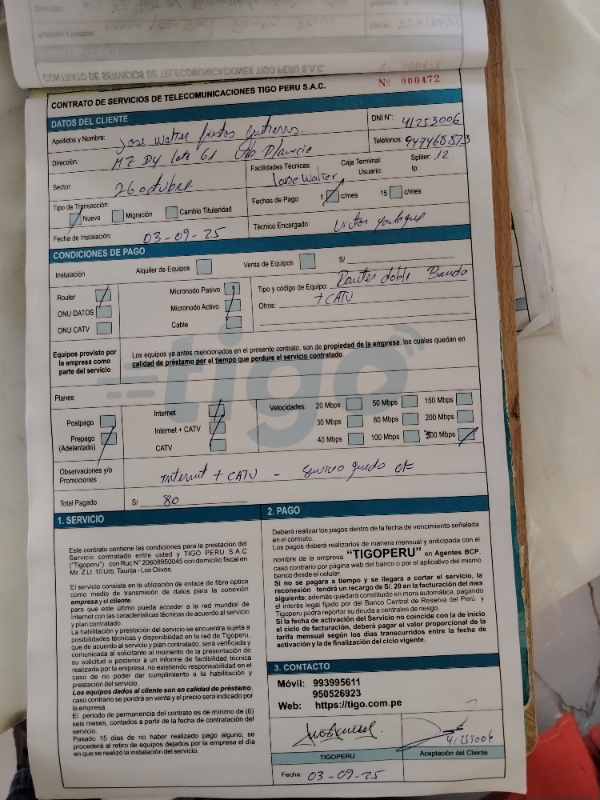 CONTRATO DE SERVICIOS DE TELECOMUNICACIONES TIGO PERU S.A.C.
Nº 000472
CONTRATO DE SERVICIOS DE TELECOMUNICACIONES TIGO PERU S.A.C.
DATOS DEL CLIENTE
Apellidos y Nombre: Jose Walter
DNI Nº: 41253006
Dirección: MZ D4 lote 61
Teléfonos: 947468573
Sector: 26 octubre
Facilidades Técnicas: Jose Walter
Caja Terminal: Splitter: 12
Usuario: Ip:
Tipo de Transacción: Nueva Migración Cambio Titularidad
Fechas de Pago: 1 c/mes 15 c/mes
Fecha de Instalación: 03-09-25
Técnico Encargado: Victor
CONDICIONES DE PAGO
Instalación Alquiler de Equipos Venta de Equipos S/
Router Micronodo Pasivo Tipo y código de Equipo: Router doble Banda
ONU DATOS Micronodo Activo Otros: + CATV
ONU CATV Cable
Equipos provisto por la empresa como parte del servicio
Los equipos ya antes mencionados en el presente contrato, son de propiedad de la empresa, los cuales quedan en calidad de préstamo por el tiempo que perdure el servicio contratado.
tigo
Planes
Postpago
Prepago (Adelantado)
Internet
Internet + CATV
CATV
Velocidades: 20 Mbps 50 Mbps 150 Mbps
30 Mbps 80 Mbps 200 Mbps
40 Mbps 100 Mbps 300 Mbps
Observaciones y/o Promociones Internet + CATV - Servicio quedo ok
Total Pagado S/ 80
1. SERVICIO
Este contrato contiene las condiciones para la prestación del
Servicio contratado entre usted y TIGO PERU S.A.C
("Tigoperu") con Ruc N° 20608950045 con domicilio fiscal en
Mz. Z Lt. 10 Urb. Taurija - Los Olivos.
El servicio consiste en la utilización de enlace de fibra óptica
como medio de transmisión de datos para la conexión
empresa y el cliente
para que este último pueda acceder a la red mundial de
Internet con las características técnicas de acuerdo al servicio
y plan contratado.
La habilitación y prestación del servicio se encuentra sujeta a
posibilidades técnicas y disponibilidad en la red de Tigoperu,
que de acuerdo al servicio y plan contratado, será verificada y
comunicada al solicitante al momento de la presentación de
su solicitud o posterior a un informe de factibilidad técnica
realizada por la empresa, no existiendo responsabilidad en el
caso de no poder dar cumplimiento a la habilitación y
prestación del servicio.
Los equipos dados al cliente son en calidad de préstamo,
caso contrario se pondrá en venta y el precio será indicado por
la empresa
El periodo de permanencia del contrato es de mínimo de (6)
seis meses, contados a partir de la fecha de contratación del
servicio.
Pasado 15 días de no haber realizado pago alguno, se
procederá al retiro de equipos dejados por la empresa el día
en que se realizó la instalación del servicio.
2. PAGO
Deberá realizar los pagos dentro de la fecha de vencimiento señalada
en el contrato.
Los pagos deberá realizarlos de manera mensual y anticipada con el
nombre de la empresa "TIGOPERU" en Agentes BCP,
caso contrario por página web del banco o por el aplicativo del mismo
banco desde el celular.
Si no se pagara a tiempo y se llegara a cortar el servicio, la
reconexión tendrá un recargo de S/. 20 en la facturación del mes
siguiente, además quedará constituido en mora automática, pagando
el interés legal fijado por el Banco Central de Reserva del Perú y
Tigoperu podrá reportar su deuda a centrales de riesgo.
Si la fecha de activación del Servicio no coincide con la de inicio
del ciclo de facturación, deberá pagar el valor proporcional de la
tarifa mensual según los días transcurridos entre la fecha de
activación y la de finalización del ciclo vigente.
3. CONTACTO
Móvil: 993995611
950526923
Web: https://tigo.com.pe
41253006
TIGOPERU
Aceptación del Cliente
Fecha: 03-09-25